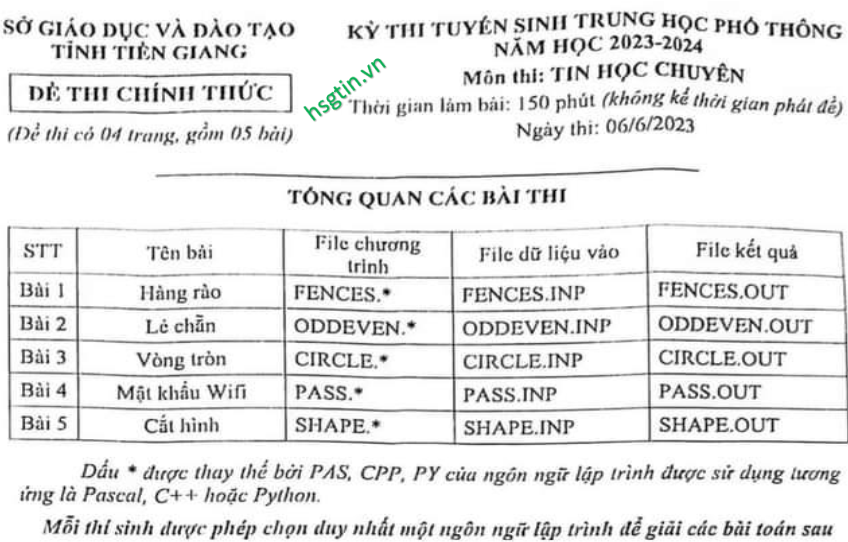 SỞ GIÁO DỤC VÀ ĐÀO TẠO
TỈNH TIỀN GIANG
ĐỀ THI CHÍNH THỨC
(Đề thi có 04 trang, gồm 05 bài)
KỲ THI TUYỂN SINH TRUNG HỌC PHỔ THÔNG
NĂM HỌC 2023-2024
Môn thi: TIN HỌC CHUYÊN
Thời gian làm bài: 150 phút (không kể thời gian phát đề)
Ngày thi: 06/6/2023
hsgtin.vn
TỔNG QUAN CÁC BÀI THI
STT Tên bài File chương trình File dữ liệu vào File kết quả
Bài 1 Hàng rào FENCES.* FENCES.INP FENCES.OUT
Bài 2 Lẻ chẵn ODDEVEN.* ODDEVEN.INP ODDEVEN.OUT
Bài 3 Vòng tròn CIRCLE.* CIRCLE.INP CIRCLE.OUT
Bài 4 Mật khẩu Wifi PASS.* PASS.INP PASS.OUT
Bài 5 Cắt hình SHAPE.* SHAPE.INP SHAPE.OUT
Dấu * được thay thế bởi PAS, CPP, PY của ngôn ngữ lập trình được sử dụng tương
ứng là Pascal, C++ hoặc Python.
Mỗi thí sinh được phép chọn duy nhất một ngôn ngữ lập trình để giải các bài toán sau